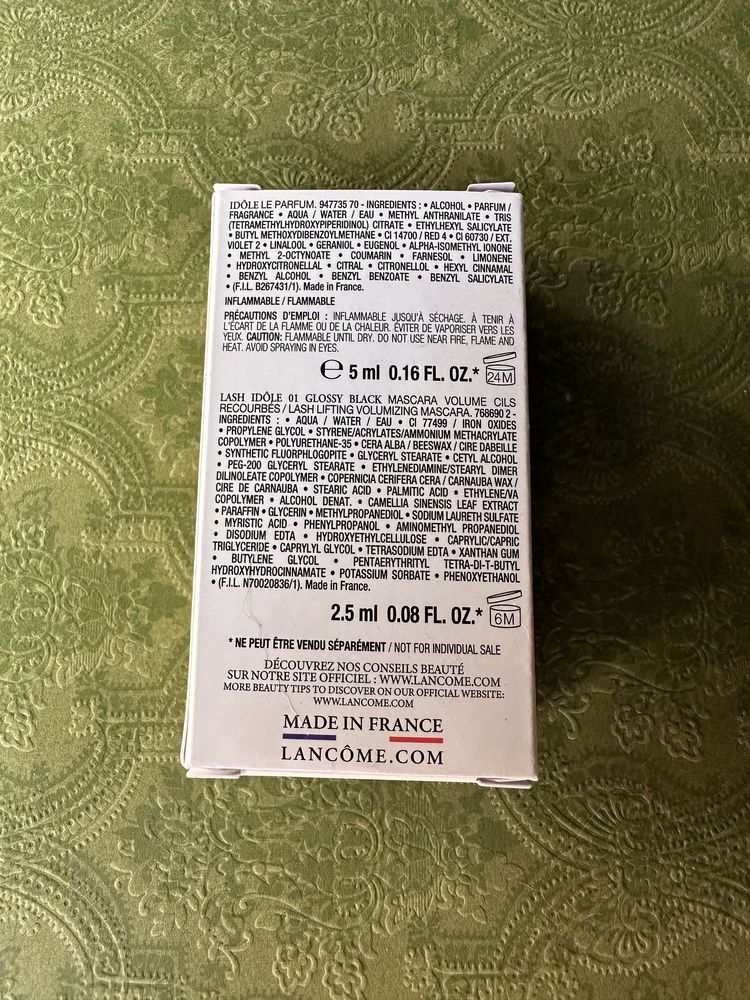 IDÔLE LE PARFUM. 947735 70 - INGREDIENTS : • ALCOHOL • PARFUM /
FRAGRANCE • AQUA / WATER / EAU • METHYL ANTHRANILATE • TRIS
(TETRAMETHYLHYDROXYPIPERIDINOL) CITRATE • ETHYLHEXYL SALICYLATE
• BUTYL METHOXYDIBENZOYLMETHANE • CI 14700 / RED 4 • CI 60730 / EXT.
VIOLET 2 • LINALOOL • GERANIOL • EUGENOL • ALPHA-ISOMETHYL IONONE
• METHYL 2-OCTYNOATE • COUMARIN • FARNESOL • LIMONENE
• HYDROXYCITRONELLAL • CITRAL • CITRONELLOL • HEXYL CINNAMAL
• BENZYL ALCOHOL • BENZYL BENZOATE • BENZYL SALICYLATE
• (F.I.L. B267431/1). Made in France.
INFLAMMABLE / FLAMMABLE
PRÉCAUTIONS D'EMPLOI : INFLAMMABLE JUSQU'À SÉCHAGE. À TENIR À
L'ÉCART DE LA FLAMME OU DE LA CHALEUR. ÉVITER DE VAPORISER VERS LES
YEUX. CAUTION: FLAMMABLE UNTIL DRY. DO NOT USE NEAR FIRE, FLAME AND
HEAT. AVOID SPRAYING IN EYES.
℮ 5 ml 0.16 FL. OZ.* 24M
LASH IDÔLE 01 GLOSSY BLACK MASCARA VOLUME CILS
RECOURBÉS / LASH LIFTING VOLUMIZING MASCARA. 768690 2 -
INGREDIENTS : • AQUA / WATER / EAU • CI 77499 / IRON OXIDES
• PROPYLENE GLYCOL • STYRENE/ACRYLATES/AMMONIUM METHACRYLATE
COPOLYMER • POLYURETHANE-35 • CERA ALBA / BEESWAX / CIRE DABEILLE
• SYNTHETIC FLUORPHLOGOPITE • GLYCERYL STEARATE • CETYL ALCOHOL
• PEG-200 GLYCERYL STEARATE • ETHYLENEDIAMINE/STEARYL DIMER
DILINOLEATE COPOLYMER • COPERNICIA CERIFERA CERA / CARNAUBA WAX /
CIRE DE CARNAUBA • STEARIC ACID • PALMITIC ACID • ETHYLENE/VA
COPOLYMER • ALCOHOL DENAT. • CAMELLIA SINENSIS LEAF EXTRACT
• PARAFFIN • GLYCERIN • METHYLPROPANEDIOL • SODIUM LAURETH SULFATE
• MYRISTIC ACID • PHENYLPROPANOL • AMINOMETHYL PROPANEDIOL
• DISODIUM EDTA • HYDROXYETHYLCELLULOSE • CAPRYLIC/CAPRIC
TRIGLYCERIDE • CAPRYLYL GLYCOL • TETRASODIUM EDTA • XANTHAN GUM
• BUTYLENE GLYCOL • PENTAERYTHRITYL TETRA-DI-T-BUTYL
HYDROXYHYDROCINNAMATE • POTASSIUM SORBATE • PHENOXYETHANOL
• (F.I.L. N70020836/1). Made in France.
2.5 ml 0.08 FL. OZ.* 6M
* NE PEUT ÊTRE VENDU SÉPARÉMENT / NOT FOR INDIVIDUAL SALE
DÉCOUVREZ NOS CONSEILS BEAUTÉ
SUR NOTRE SITE OFFICIEL : WWW.LANCOME.COM
MORE BEAUTY TIPS TO DISCOVER ON OUR OFFICIAL WEBSITE:
WWW.LANCOME.COM
MADE IN FRANCE
LANCÔME.COM